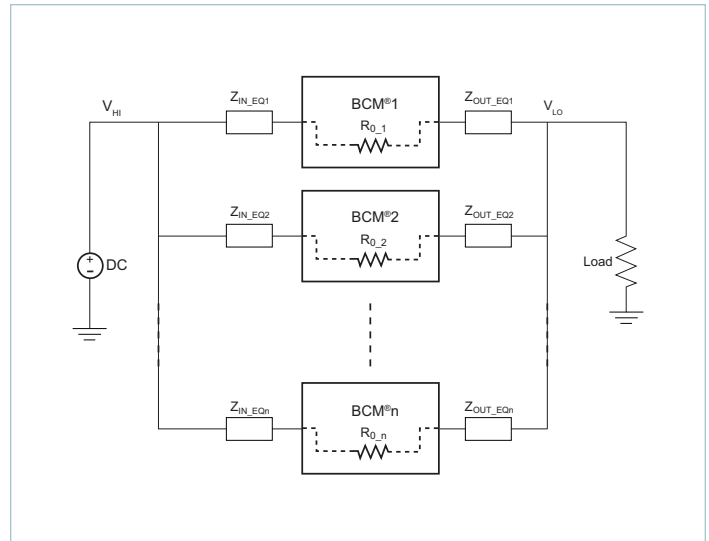 V_HI
Z_IN_EQ1
BCM®1
R_0_1
Z_OUT_EQ1
V_LO
Z_IN_EQ2
BCM®2
R_0_2
Z_OUT_EQ2
+
-
DC
Load
Z_IN_EQn
BCM®n
R_0_n
Z_OUT_EQn